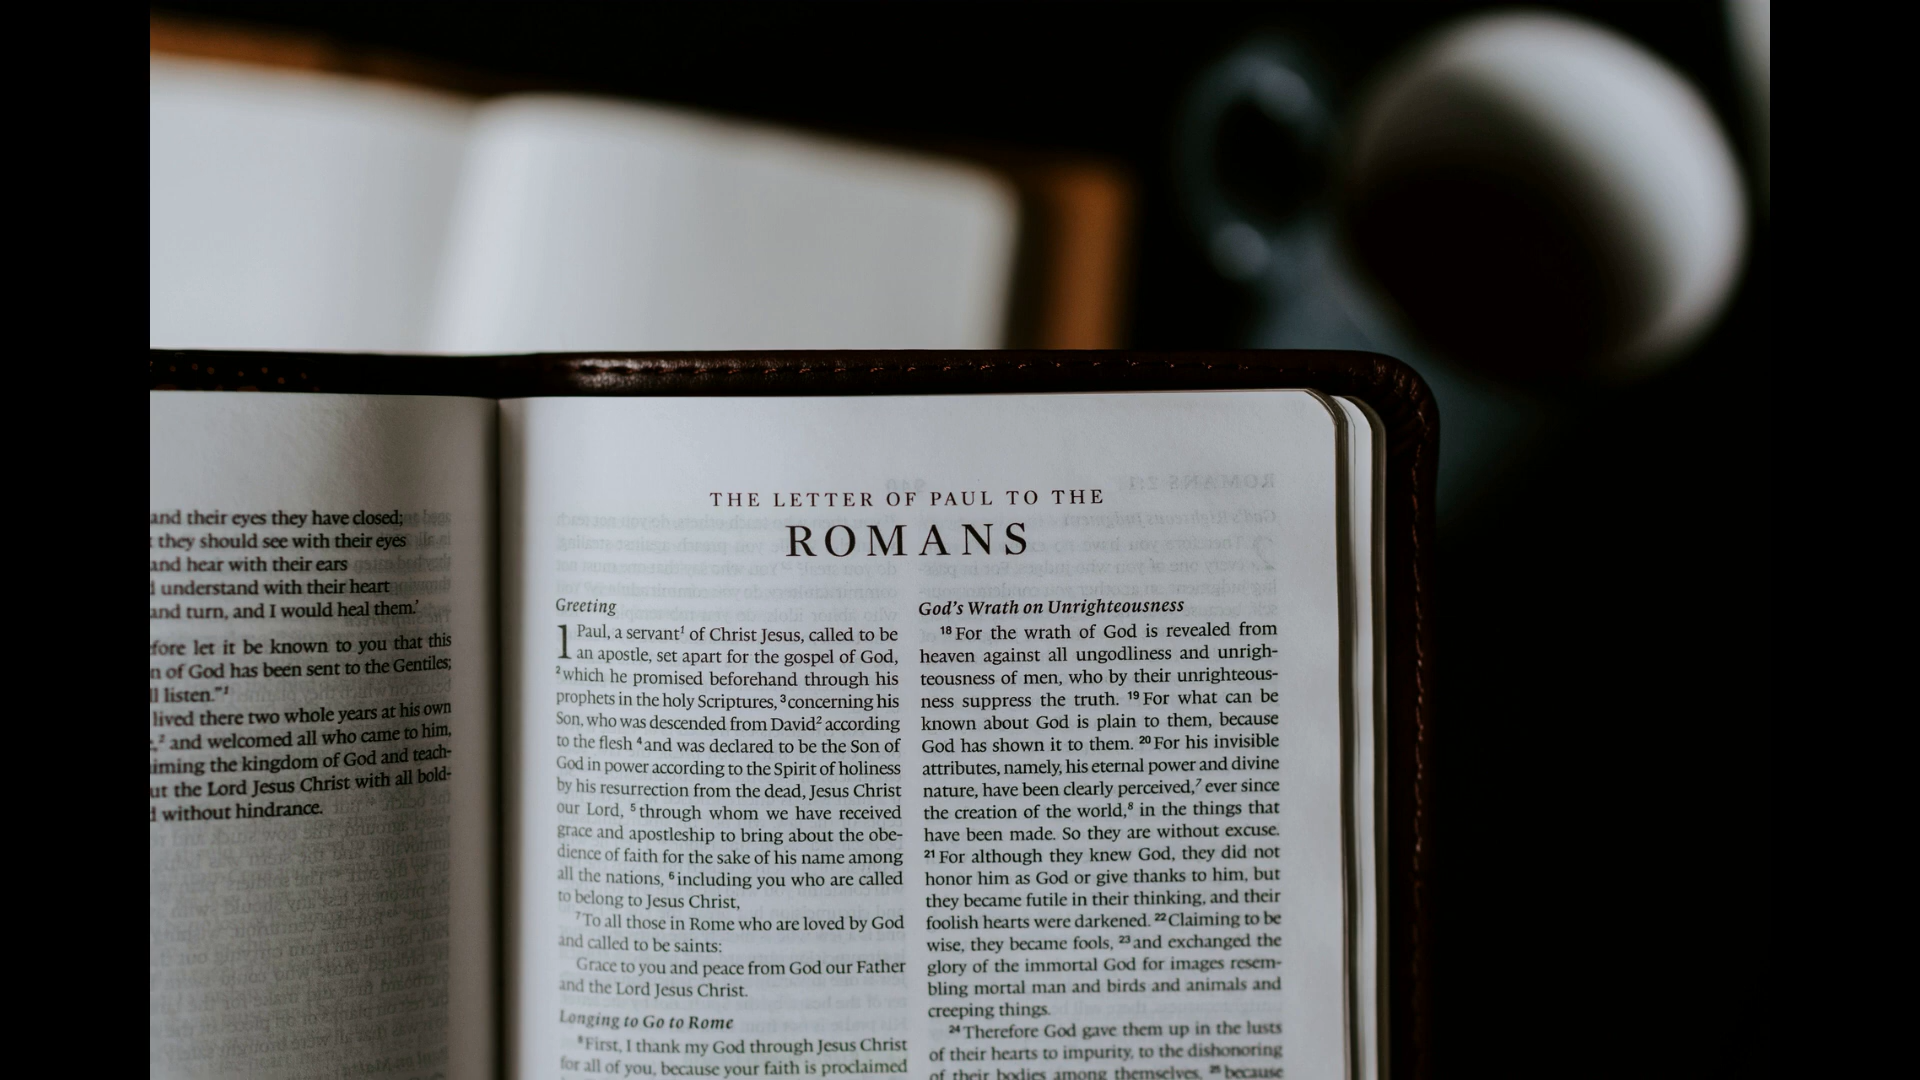 and their eyes they have closed;
they should see with their eyes
and hear with their ears
understand with their heart
and turn, and I would heal them.’
let it be known to you that this
of God has been sent to the Gentiles;
listen.”1
lived there two whole years at his own
2 and welcomed all who came to him,
the kingdom of God and teach-
the Lord Jesus Christ with all bold-
without hindrance.
THE LETTER OF PAUL TO THE
ROMANS
Greeting
1 Paul, a servant1 of Christ Jesus, called to be
an apostle, set apart for the gospel of God,
2 which he promised beforehand through his
prophets in the holy Scriptures, 3 concerning his
Son, who was descended from David2 according
to the flesh 4 and was declared to be the Son of
God in power according to the Spirit of holiness
by his resurrection from the dead, Jesus Christ
our Lord, 5 through whom we have received
grace and apostleship to bring about the obe-
dience of faith for the sake of his name among
all the nations, 6 including you who are called
to belong to Jesus Christ,
7 To all those in Rome who are loved by God
and called to be saints:
Grace to you and peace from God our Father
and the Lord Jesus Christ.
Longing to Go to Rome
8 First, I thank my God through Jesus Christ
for all of you, because your faith is proclaimed
God’s Wrath on Unrighteousness
18 For the wrath of God is revealed from
heaven against all ungodliness and unrigh-
teousness of men, who by their unrighteous-
ness suppress the truth. 19 For what can be
known about God is plain to them, because
God has shown it to them. 20 For his invisible
attributes, namely, his eternal power and divine
nature, have been clearly perceived,7 ever since
the creation of the world,8 in the things that
have been made. So they are without excuse.
21 For although they knew God, they did not
honor him as God or give thanks to him, but
they became futile in their thinking, and their
foolish hearts were darkened. 22 Claiming to be
wise, they became fools, 23 and exchanged the
glory of the immortal God for images resem-
bling mortal man and birds and animals and
creeping things.
24 Therefore God gave them up in the lusts
of their hearts to impurity, to the dishonoring
of their bodies among themselves, 25 because